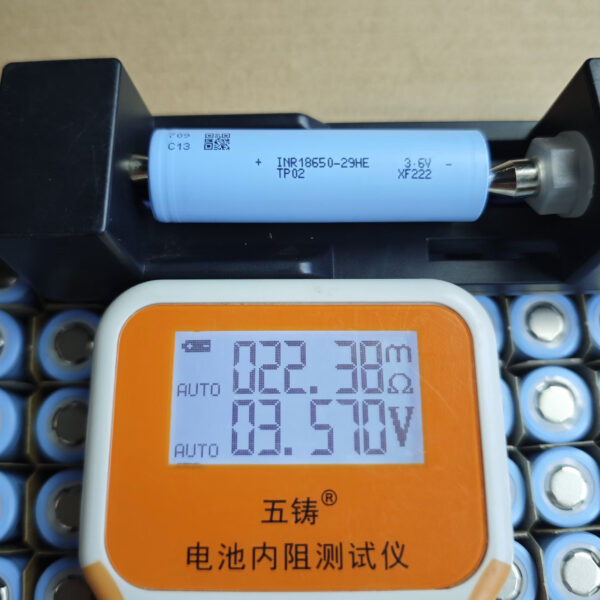 C13
+ INR18650-29HE 3.6V -
TP02 XF222
AUTO 022.38 mΩ
AUTO 03.570 V
五铸®
电池内阻测试仪